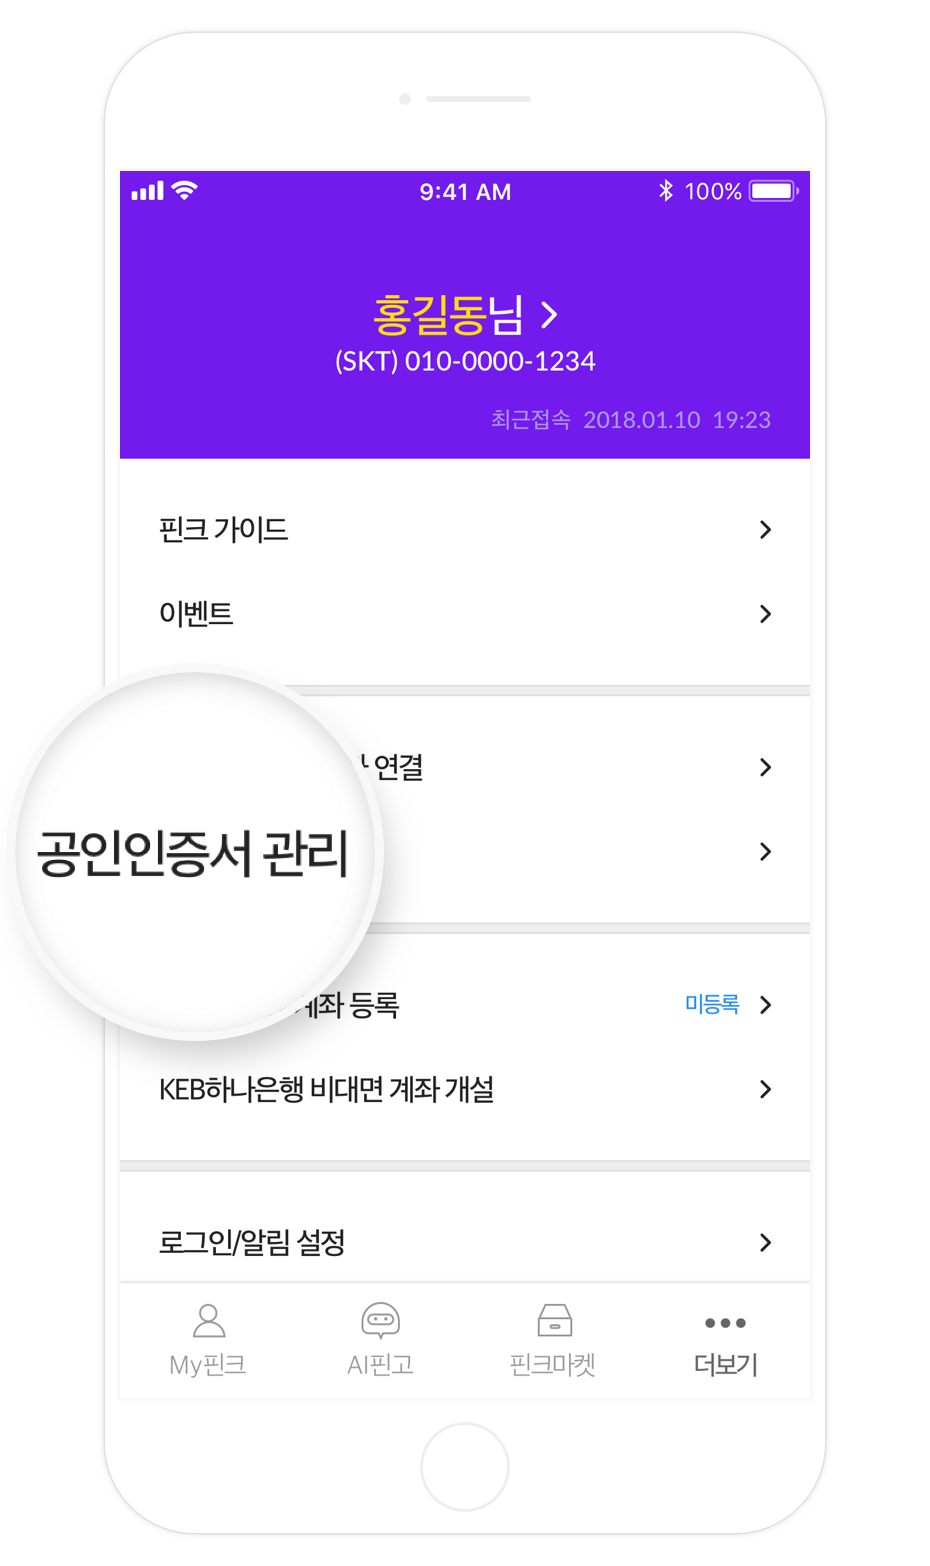 9:41 AM 100%
홍길동님
(SKT) 010-0000-1234
최근접속 2018.01.10 19:23
핀크 가이드
이벤트
연결
공인인증서 관리
계좌 등록 미등록
KEB하나은행 비대면 계좌 개설
로그인/알림 설정
My핀크 AI핀고 핀크마켓 더보기